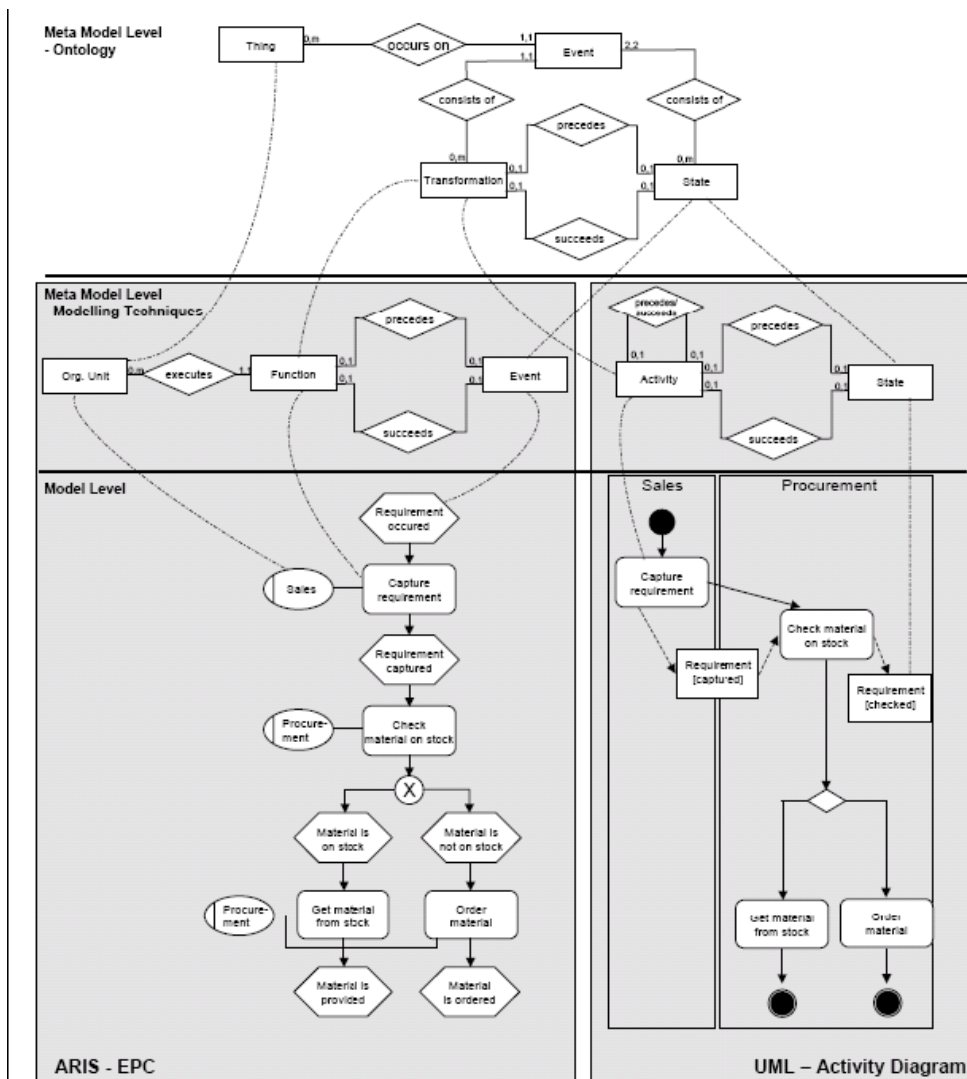 Meta Model Level
- Ontology
Thing
0,m
occurs on
1,1
Event
2,2
1,1
consists of
consists of
precedes
0,m
0,1
0,1
0,m
Transformation
State
0,1
0,1
succeeds
Meta Model Level
Modelling Techniques
Org. Unit
0,m
executes
1,1
Function
precedes
0,1
0,1
Event
0,1
0,1
succeeds
precedes/
succeeds
0,1
0,1
Activity
precedes
0,1
0,1
State
0,1
0,1
succeeds
Model Level
Requirement
occured
Sales
Capture
requirement
Requirement
captured
Procure-
ment
Check
material on stock
X
Material is
on stock
Material is
not on stock
Procure-
ment
Get material
from stock
Order
material
Material is
provided
Material
is ordered
ARIS - EPC
Sales
Procurement
Capture
requirement
Check material
on stock
Requirement
[captured]
Requirement
[checked]
Get material
from stock
Order
material
UML – Activity Diagram